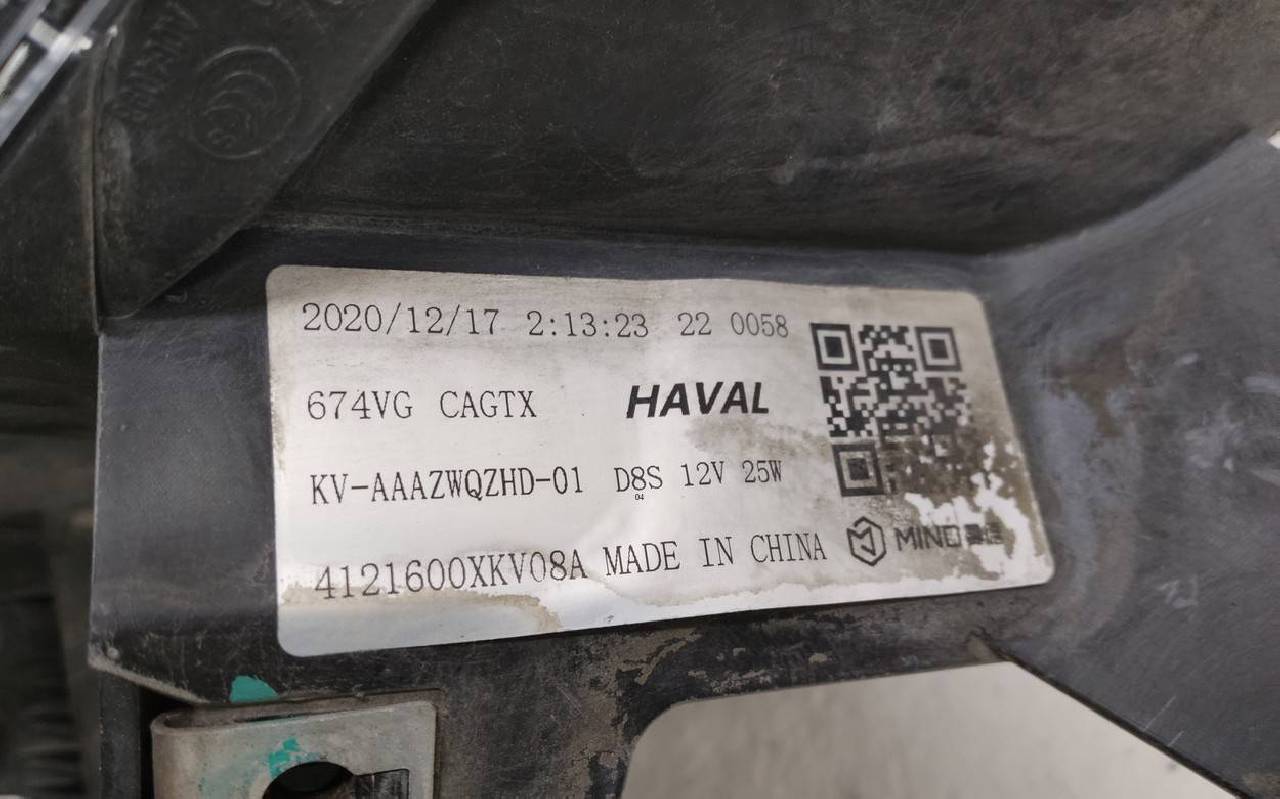 2020/12/17 2:13:23 22 0058
674VG CAGTX HAVAL
KV-AAAZWQZHD-01 D8S 12V 25W
04
4121600XKV08A MADE IN CHINA MIND